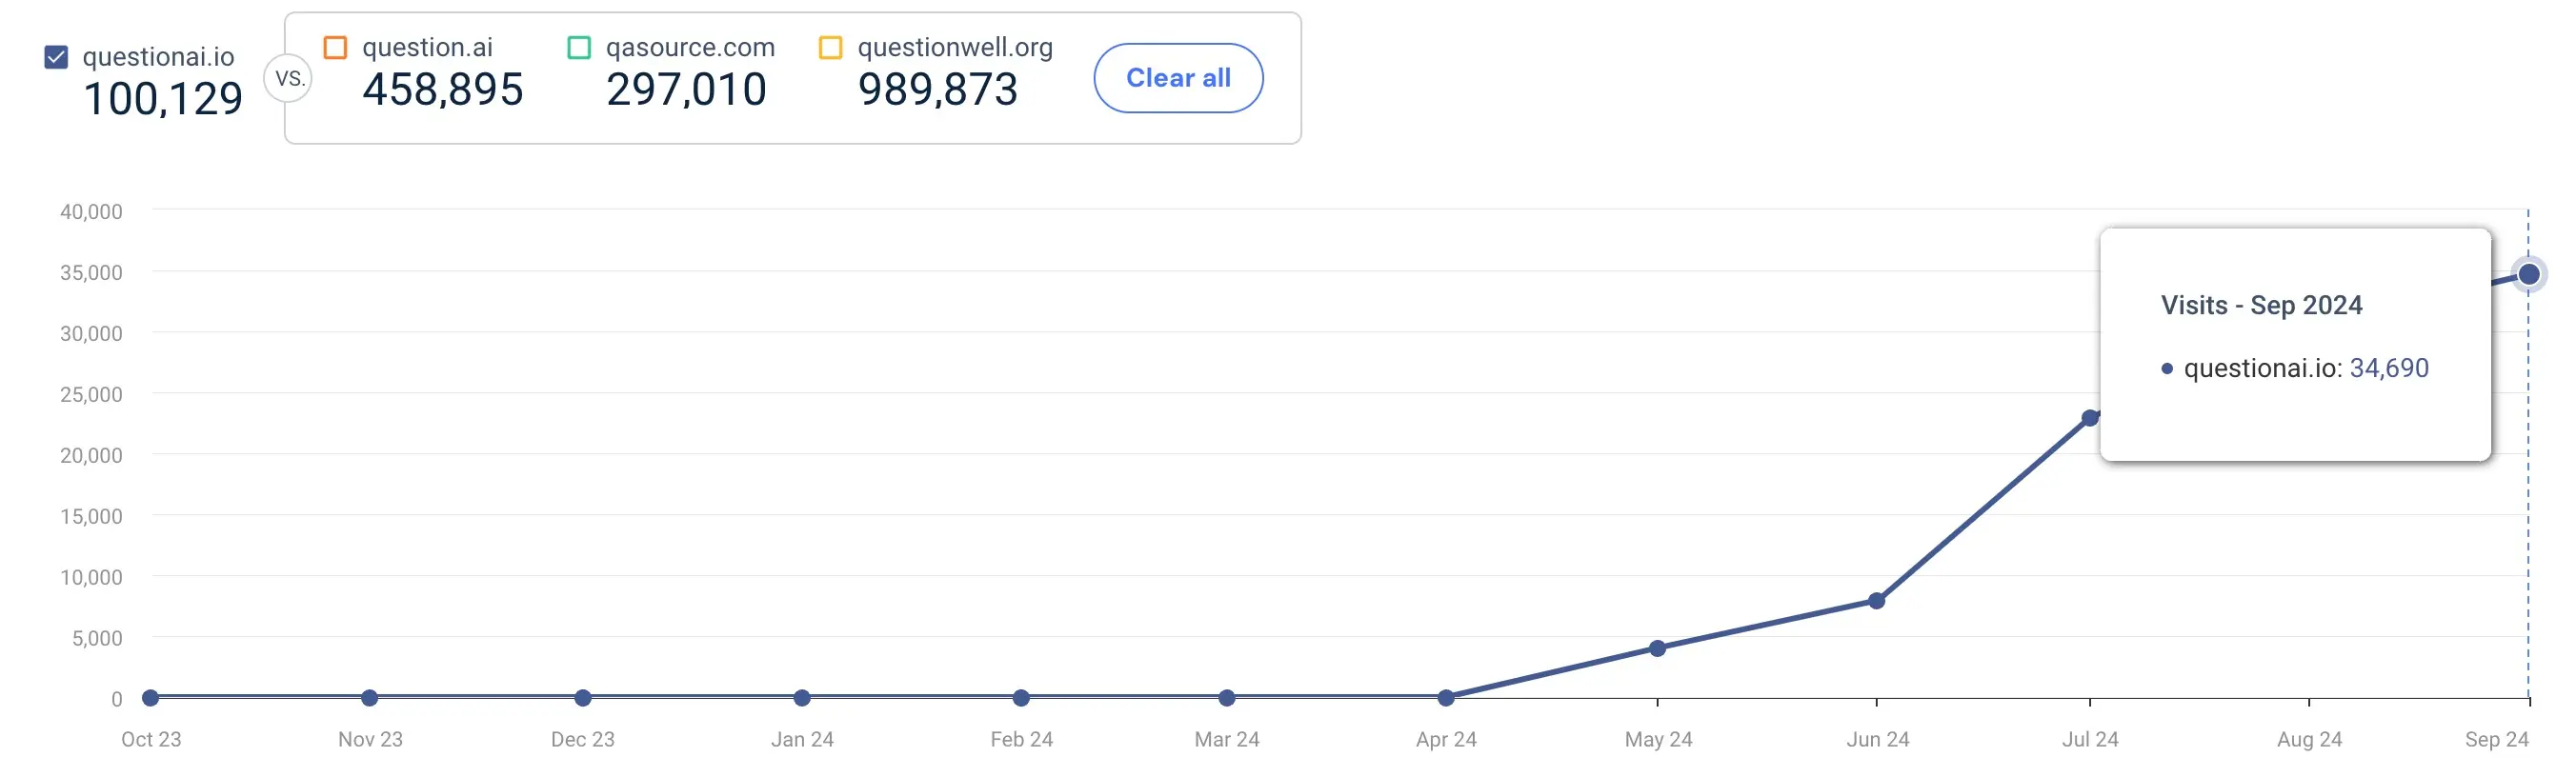 questionai.io
100,129
VS.
question.ai
458,895
qasource.com
297,010
questionwell.org
989,873
Clear all
40,000
35,000
30,000
25,000
20,000
15,000
10,000
5,000
0
Visits - Sep 2024
questionai.io: 34,690
Oct 23 Nov 23 Dec 23 Jan 24 Feb 24 Mar 24 Apr 24 May 24 Jun 24 Jul 24 Aug 24 Sep 24